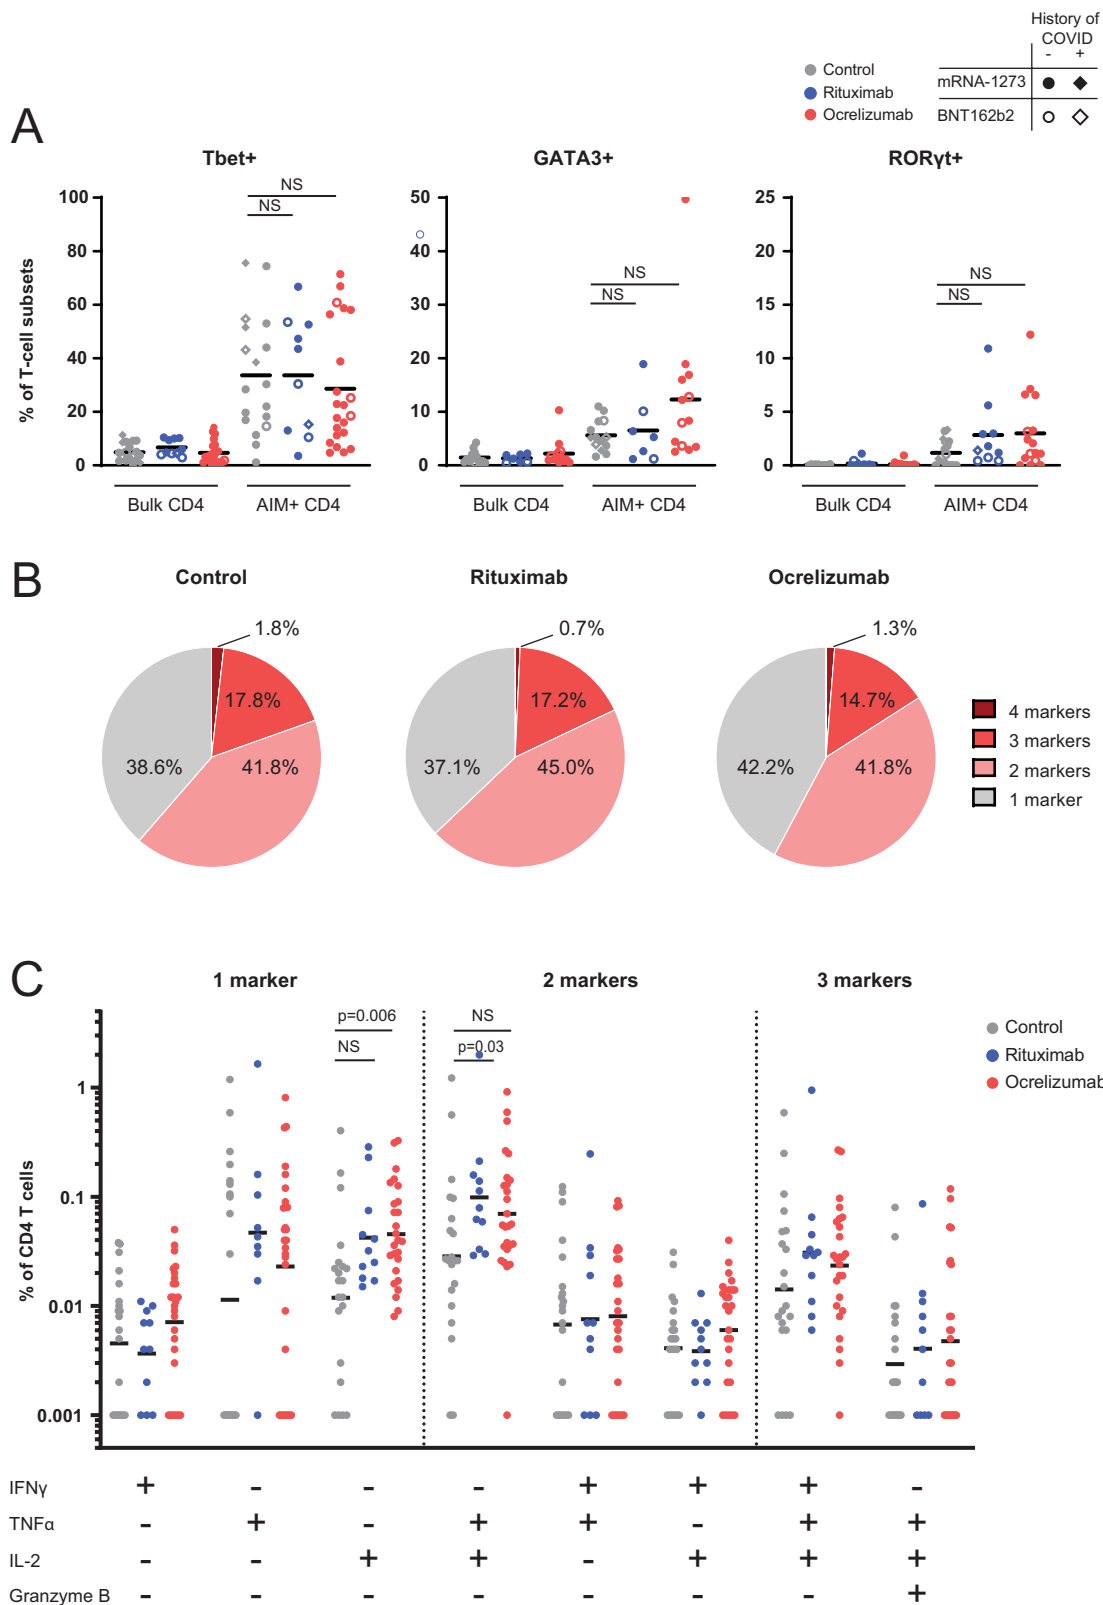 History of
COVID
- +
Control
Rituximab
Ocrelizumab
mRNA-1273
BNT162b2
A
Tbet+
GATA3+
RORγt+
% of T-cell subsets
100
80
60
40
20
0
NS
NS
Bulk CD4
AIM+ CD4
50
40
30
20
10
0
NS
NS
Bulk CD4
AIM+ CD4
25
20
15
10
5
0
NS
NS
Bulk CD4
AIM+ CD4
B
Control
Rituximab
Ocrelizumab
1.8%
17.8%
38.6%
41.8%
0.7%
17.2%
37.1%
45.0%
1.3%
14.7%
42.2%
41.8%
4 markers
3 markers
2 markers
1 marker
C
1 marker
2 markers
3 markers
Control
Rituximab
Ocrelizumab
% of CD4 T cells
1
0.1
0.01
0.001
p=0.006
NS
NS
p=0.03
IFNγ + - - - + + + -
TNFα - + - + + - + +
IL-2 - - + + - + + +
Granzyme B - - - - - - - +